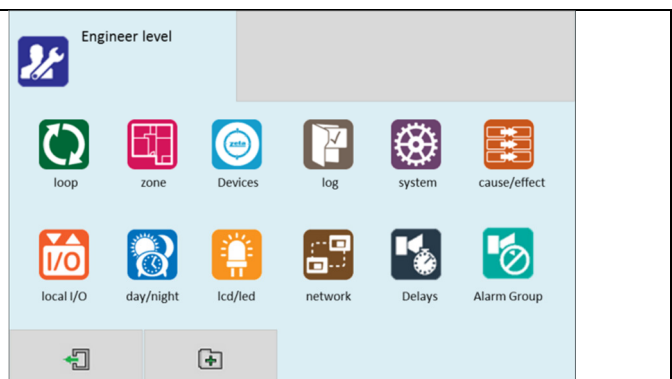 Engineer level
loop zone Devices log system cause/effect
I/O
local I/O day/night lcd/led network Delays Alarm Group